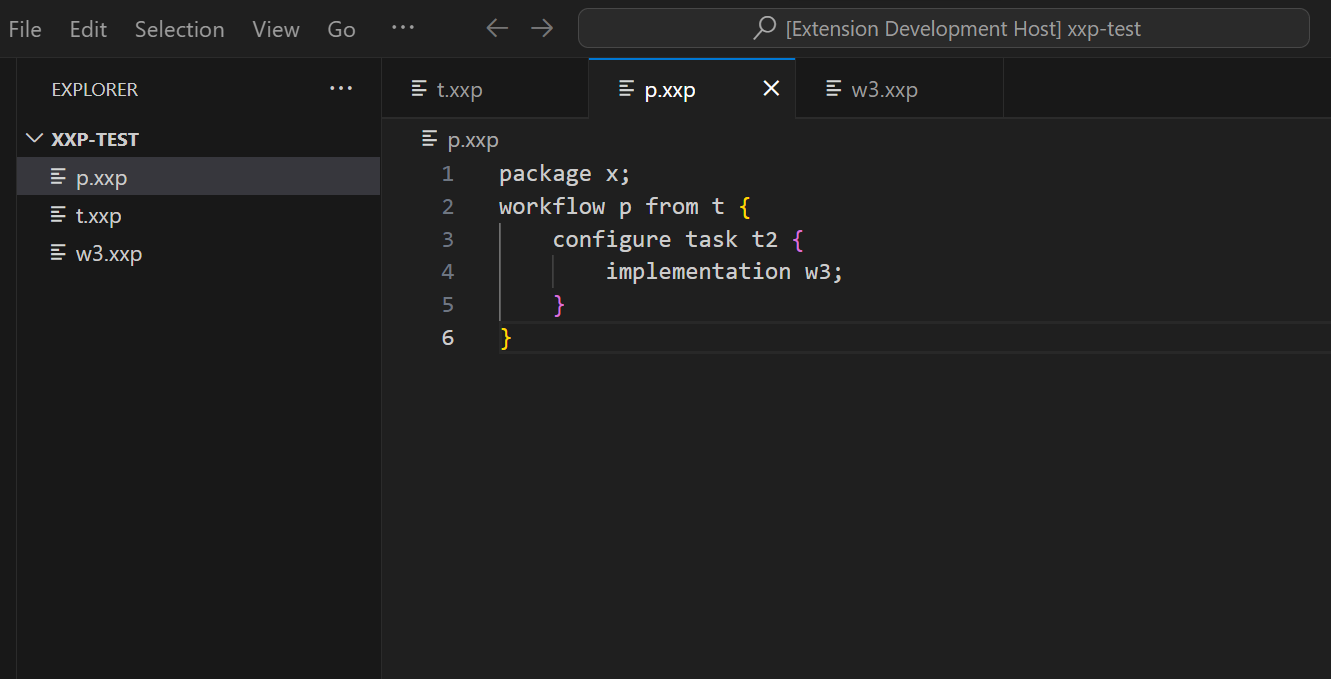 File Edit Selection View Go ··· [Extension Development Host] xxp-test
EXPLORER ···
XXP-TEST
p.xxp
t.xxp
w3.xxp
t.xxp p.xxp w3.xxp
p.xxp
1 package x;
2 workflow p from t {
3     configure task t2 {
4         implementation w3;
5     }
6 }